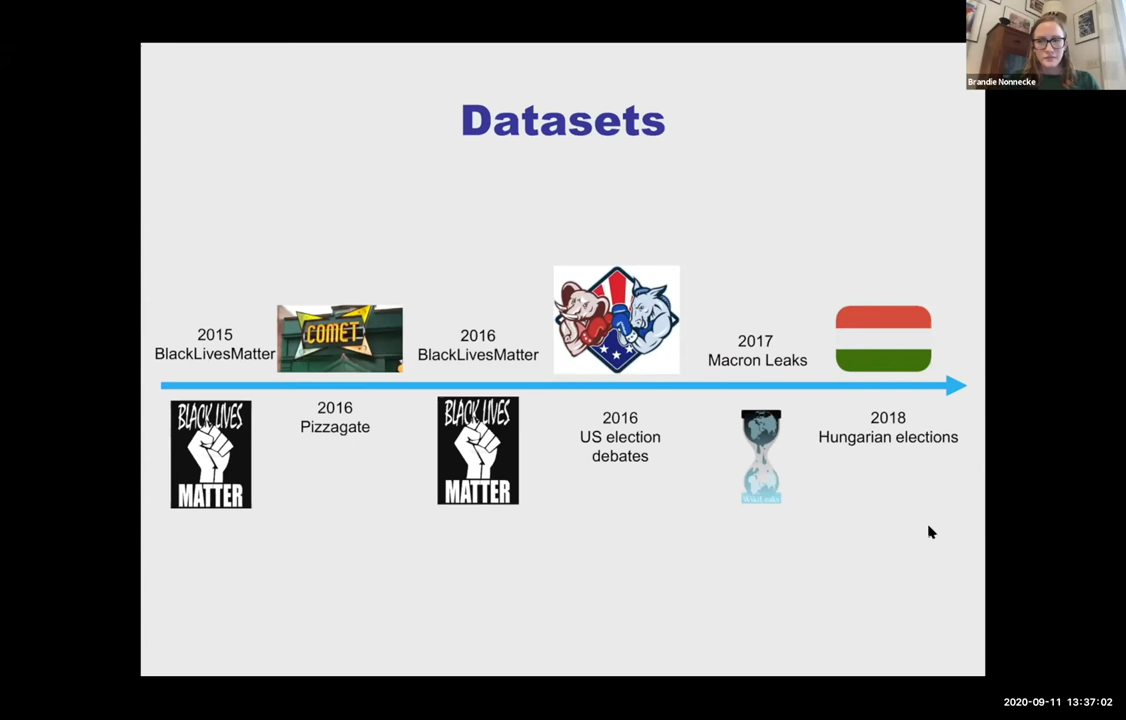 Brandie Nonnecke
Datasets
2015
BlackLivesMatter
COMET
2016
Pizzagate
2016
BlackLivesMatter
2016
US election
debates
2017
Macron Leaks
2018
Hungarian elections
BLACK LIVES
MATTER
BLACK LIVES
MATTER
WikiLeaks
2020-09-11 13:37:02